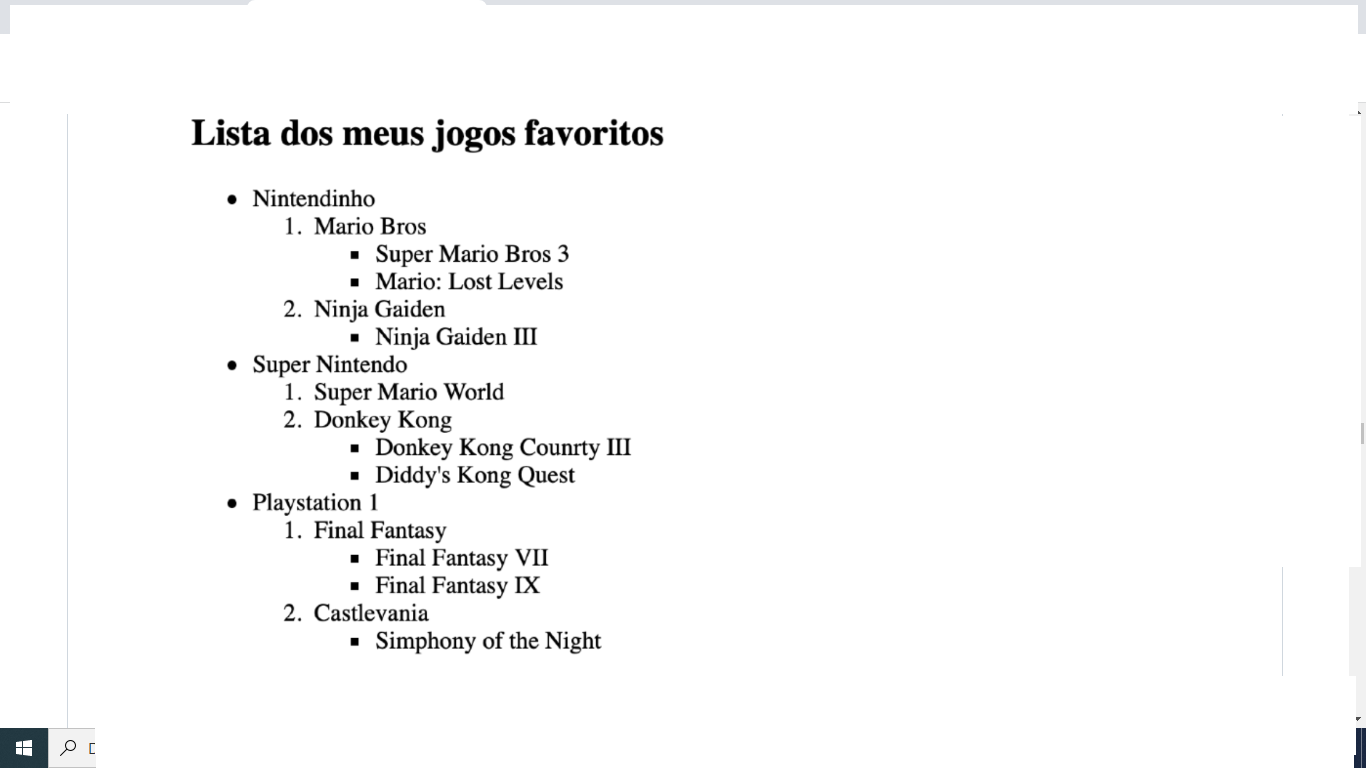 Lista dos meus jogos favoritos
• Nintendinho
1. Mario Bros
▪ Super Mario Bros 3
▪ Mario: Lost Levels
2. Ninja Gaiden
▪ Ninja Gaiden III
• Super Nintendo
1. Super Mario World
2. Donkey Kong
▪ Donkey Kong Counrty III
▪ Diddy's Kong Quest
• Playstation 1
1. Final Fantasy
▪ Final Fantasy VII
▪ Final Fantasy IX
2. Castlevania
▪ Simphony of the Night